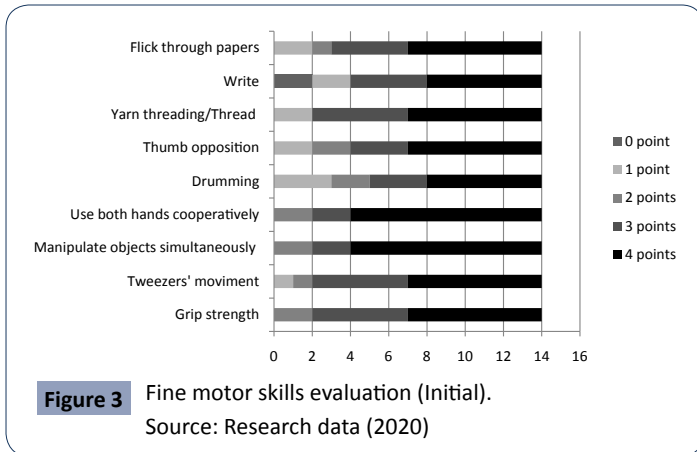 Flick through papers
Write
Yarn threading/Thread
Thumb opposition
Drumming
Use both hands cooperatively
Manipulate objects simultaneously
Tweezers' moviment
Grip strength
0 point
1 point
2 points
3 points
4 points
0 2 4 6 8 10 12 14 16
Figure 3 Fine motor skills evaluation (Initial).
Source: Research data (2020)